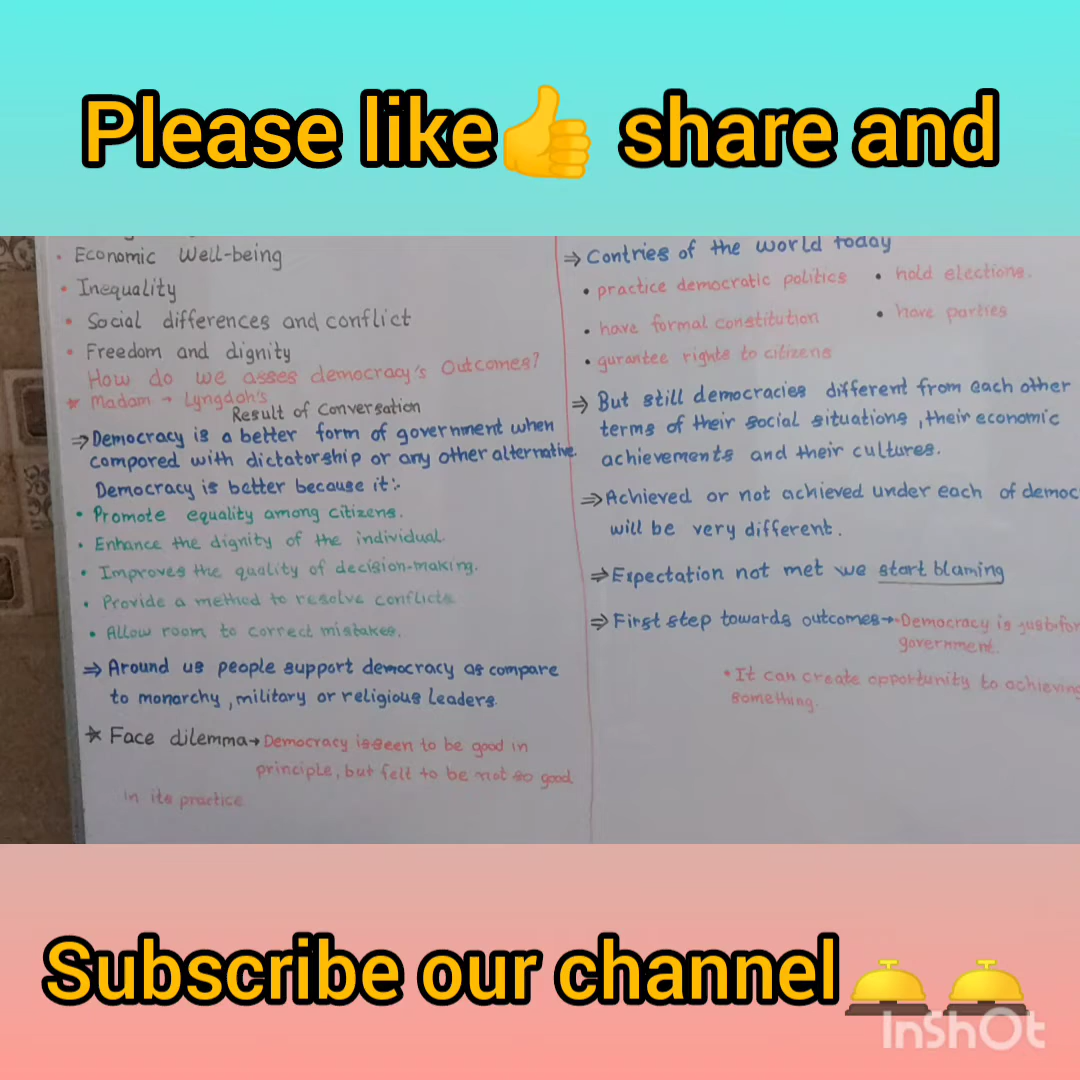 Please like👍 share and
• Economic Well-being
• Inequality
• Social differences and conflict
• Freedom and dignity
How do we asses democracy's Outcomes?
* Madam → Lyngdoh's
Result of Conversation
⇒ Democracy is a better form of government when
compared with dictatorship or any other alternative.
Democracy is better because it:-
• Promote equality among citizens.
• Enhance the dignity of the individual.
• Improves the quality of decision-making.
• Provide a method to resolve conflicts
• Allow room to correct mistakes.
⇒ Around us people support democracy as compare
to monarchy, military or religious leaders.
* Face dilemma → Democracy is seen to be good in
principle, but felt to be not so good
in its practice
⇒ Contries of the world today
• practice democratic politics • hold elections.
• have formal constitution • have parties
• gurantee rights to citizens
⇒ But still democracies different from each other
terms of their social situations, their economic
achievements and their cultures.
⇒ Achieved or not achieved under each of democ
will be very different.
⇒ Expectation not met we start blaming
⇒ First step towards outcomes → • Democracy is just for
government.
• It can create opportunity to achieving
something.
Subscribe our channel
InShOt